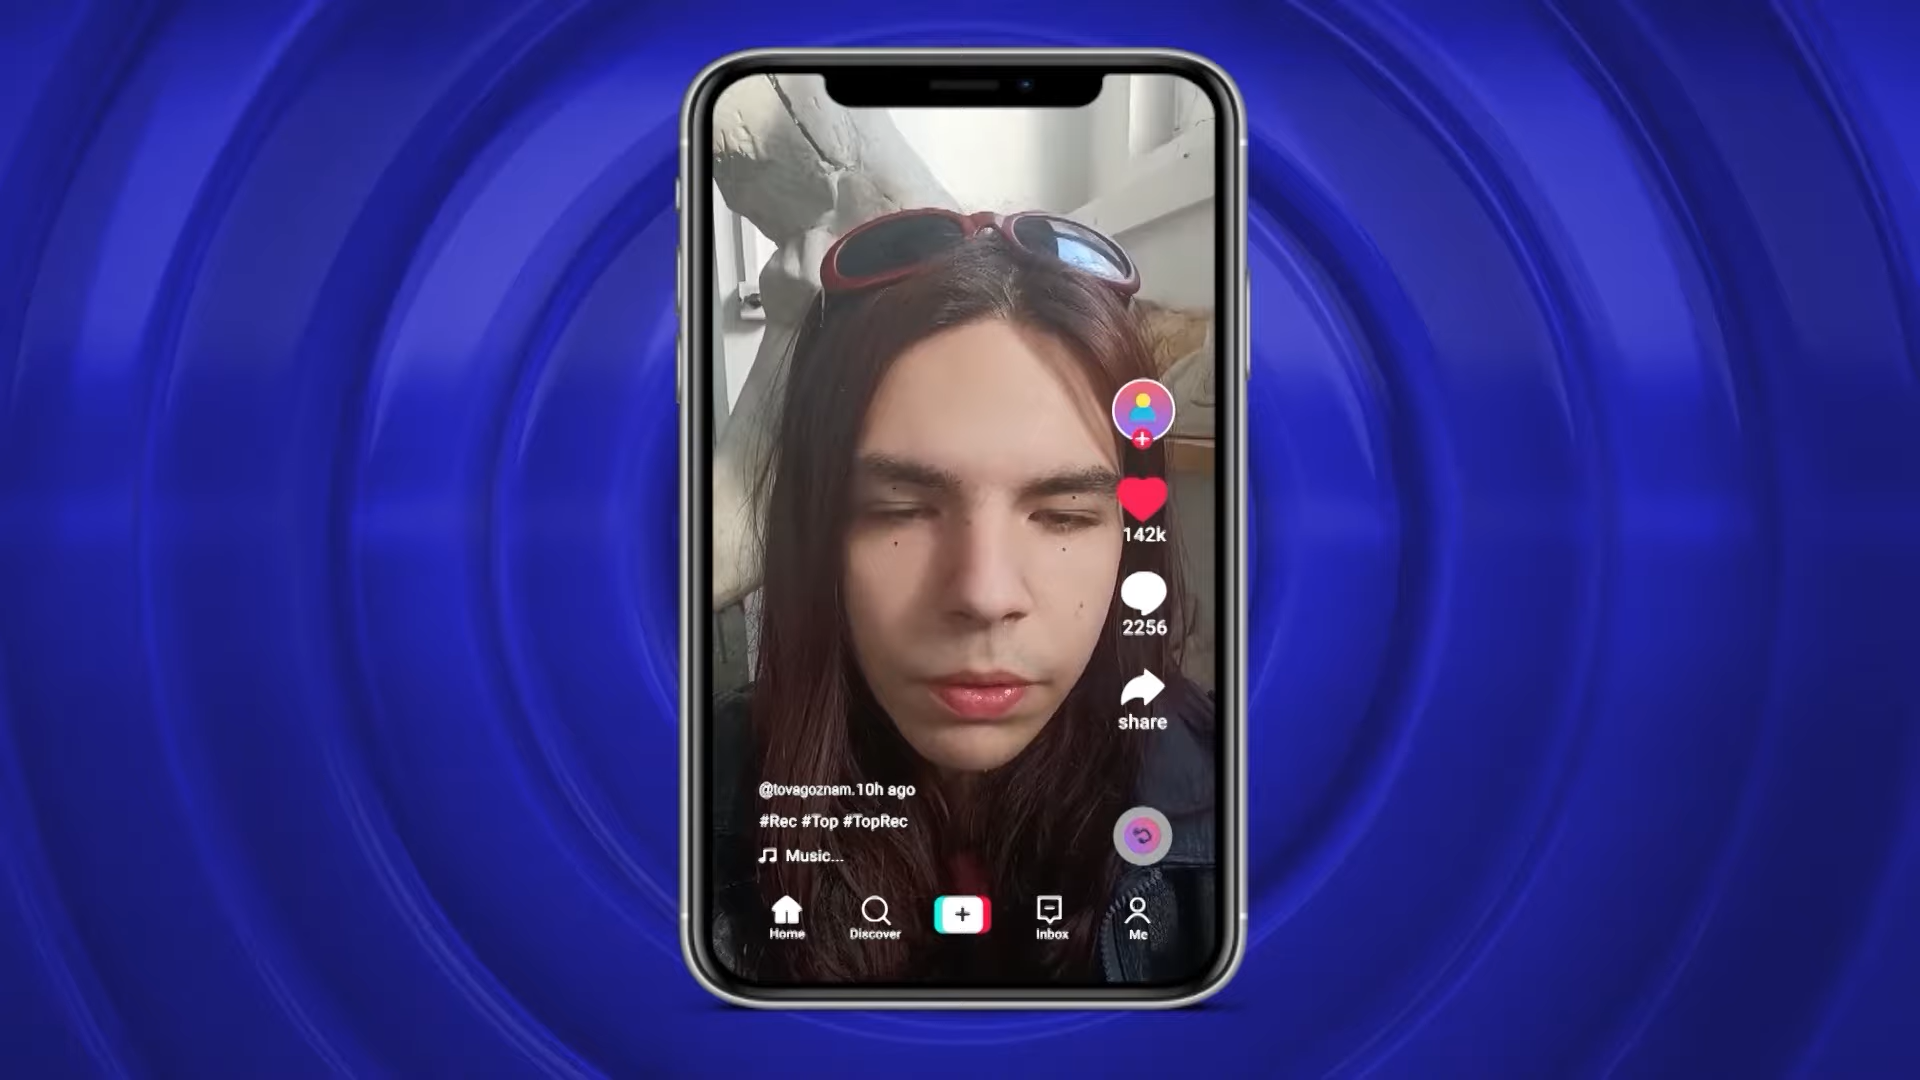 142k
2256
share
@tovagoznam.10h ago
#Rec #Top #TopRec
Music...
Home
Discover
Inbox
Me